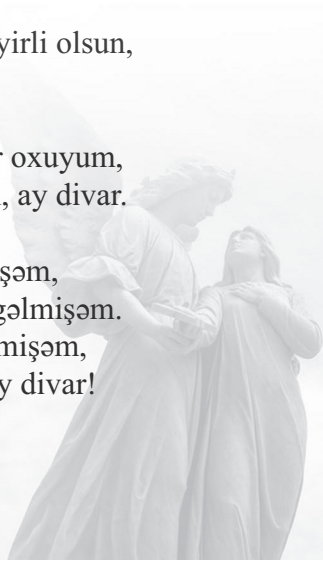 yirli olsun,
oxuyum,
, ay divar.
şəm,
gəlmişəm.
mişəm,
y divar!